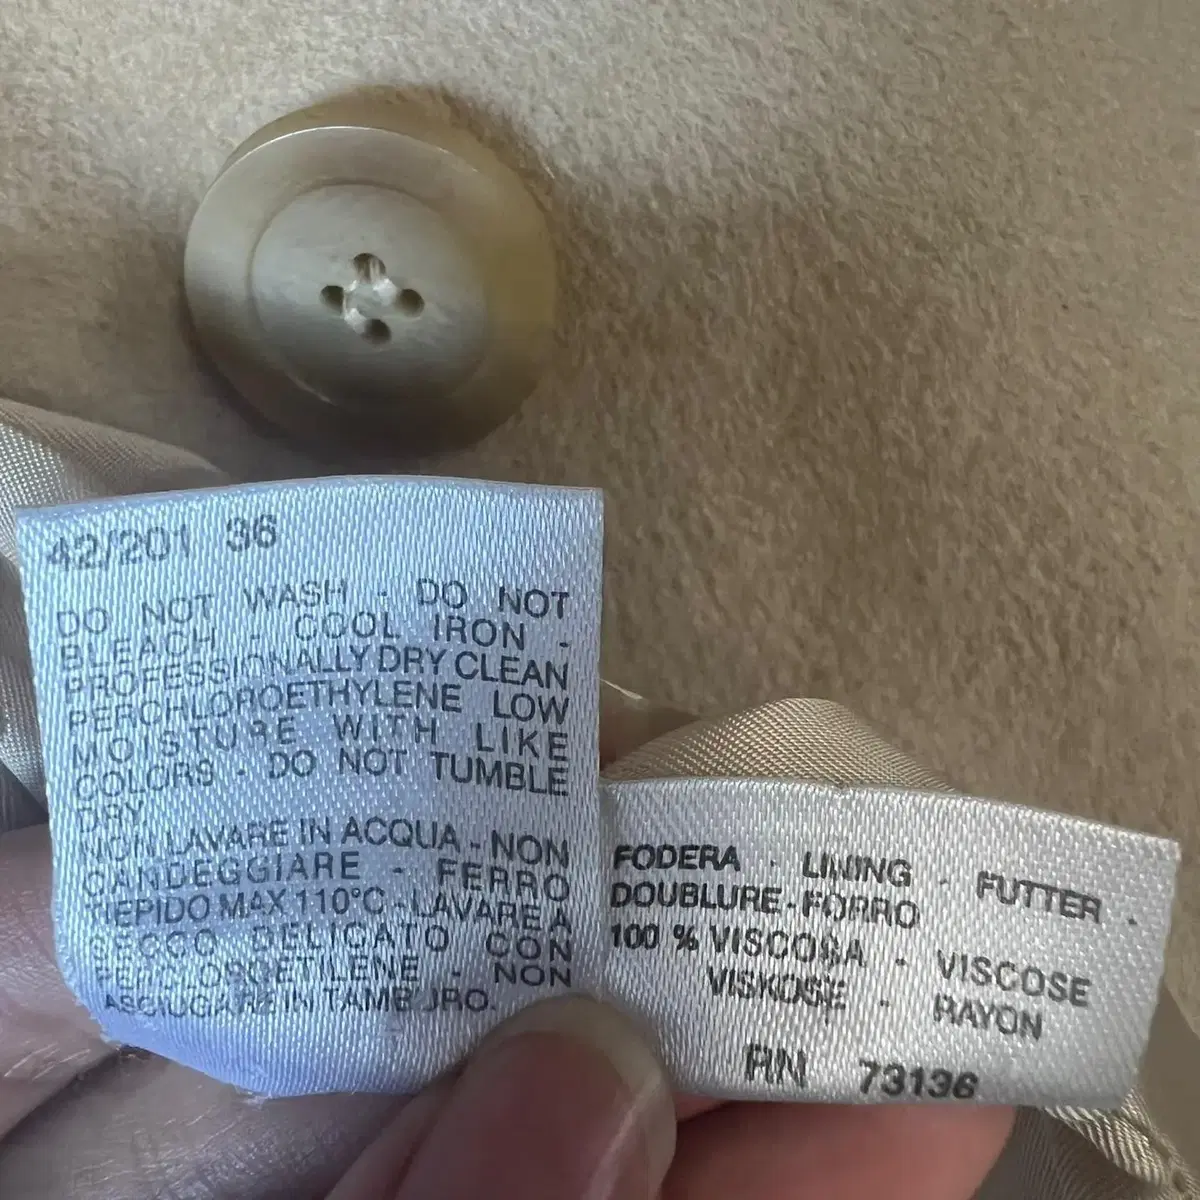 42/201 36
DO NOT WASH - DO NOT
BLEACH - COOL IRON -
PROFESSIONALLY DRY CLEAN
PERCHLOROETHYLENE LOW
MOISTURE WITH LIKE
COLORS - DO NOT TUMBLE
DRY
NON LAVARE IN ACQUA - NON
CANDEGGIARE - FERRO
TIEPIDO MAX 110°C - LAVARE A
SECCO DELICATO CON
PERCLOROETILENE - NON
ASCIUGARE IN TAMBURO.
FODERA - LINING - FUTTER -
DOUBLURE - FORRO
100 % VISCOSA - VISCOSE
VISKOSE - RAYON
RN 73136